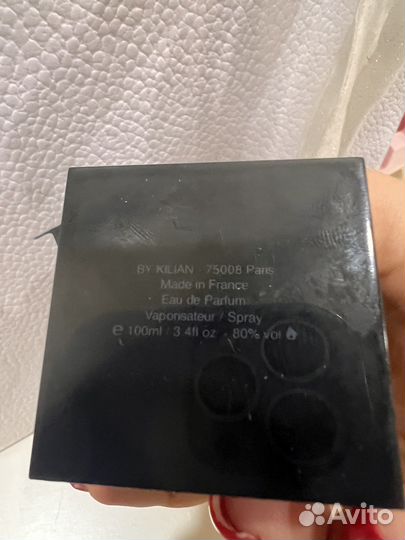 BY KILIAN - 75008 Paris
Made in France
Eau de Parfum
Vaporisateur / Spray
℮ 100ml / 3.4fl oz - 80% vol
Avito